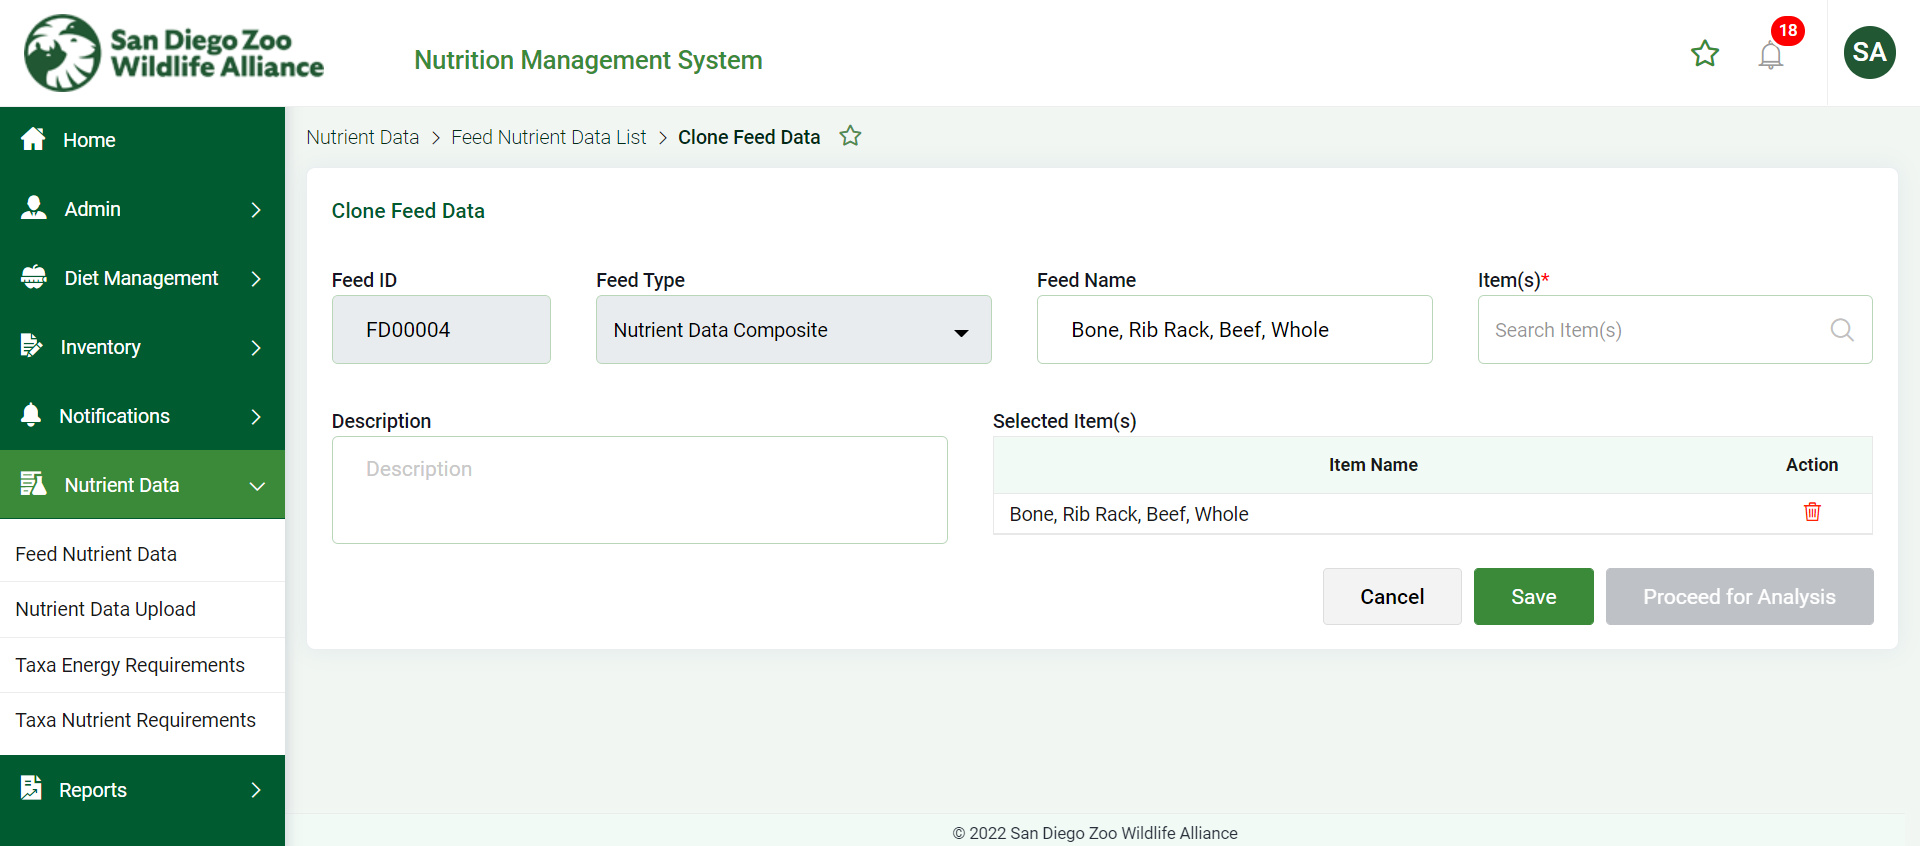 San Diego Zoo
Wildlife Alliance
Nutrition Management System
18
SA
Home
Admin
Diet Management
Inventory
Notifications
Nutrient Data
Feed Nutrient Data
Nutrient Data Upload
Taxa Energy Requirements
Taxa Nutrient Requirements
Reports
Nutrient Data > Feed Nutrient Data List > Clone Feed Data
Clone Feed Data
Feed ID
FD00004
Feed Type
Nutrient Data Composite
Feed Name
Bone, Rib Rack, Beef, Whole
Item(s)*
Search Item(s)
Description
Description
Selected Item(s)
Item Name Action
Bone, Rib Rack, Beef, Whole
Cancel Save Proceed for Analysis
© 2022 San Diego Zoo Wildlife Alliance